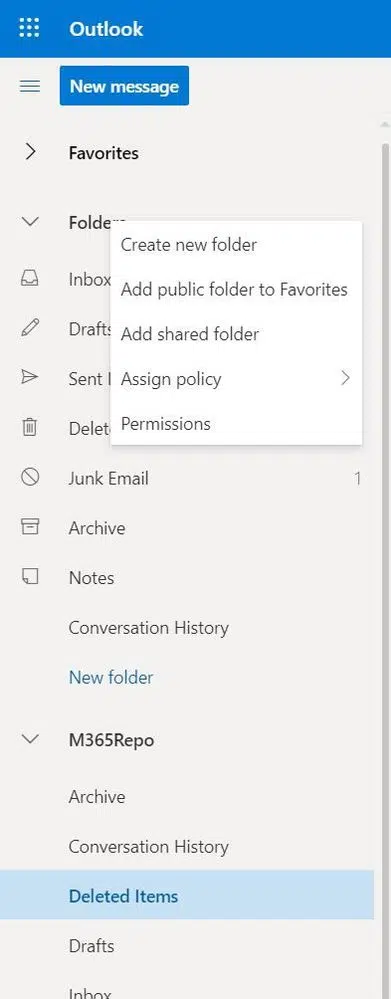 Outlook
New message
Favorites
Folders
Create new folder
Inbox
Add public folder to Favorites
Drafts
Add shared folder
Sent I
Assign policy
Delet
Permissions
Junk Email 1
Archive
Notes
Conversation History
New folder
M365Repo
Archive
Conversation History
Deleted Items
Drafts
Inbox